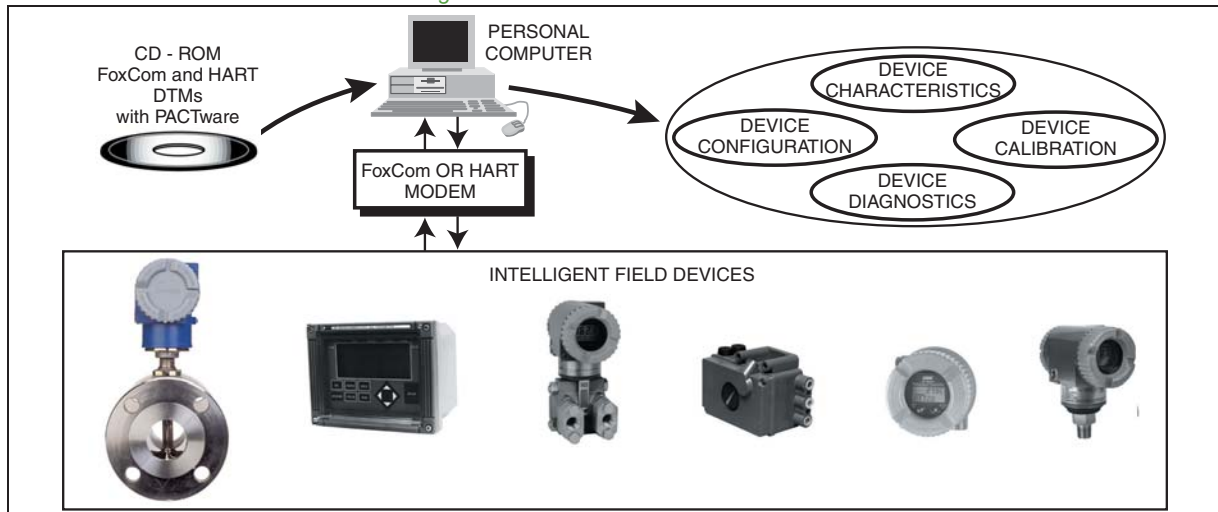 CD - ROM
FoxCom and HART
DTMs
with PACTware
PERSONAL
COMPUTER
DEVICE
CHARACTERISTICS
DEVICE
CONFIGURATION
DEVICE
CALIBRATION
DEVICE
DIAGNOSTICS
FoxCom OR HART
MODEM
INTELLIGENT FIELD DEVICES